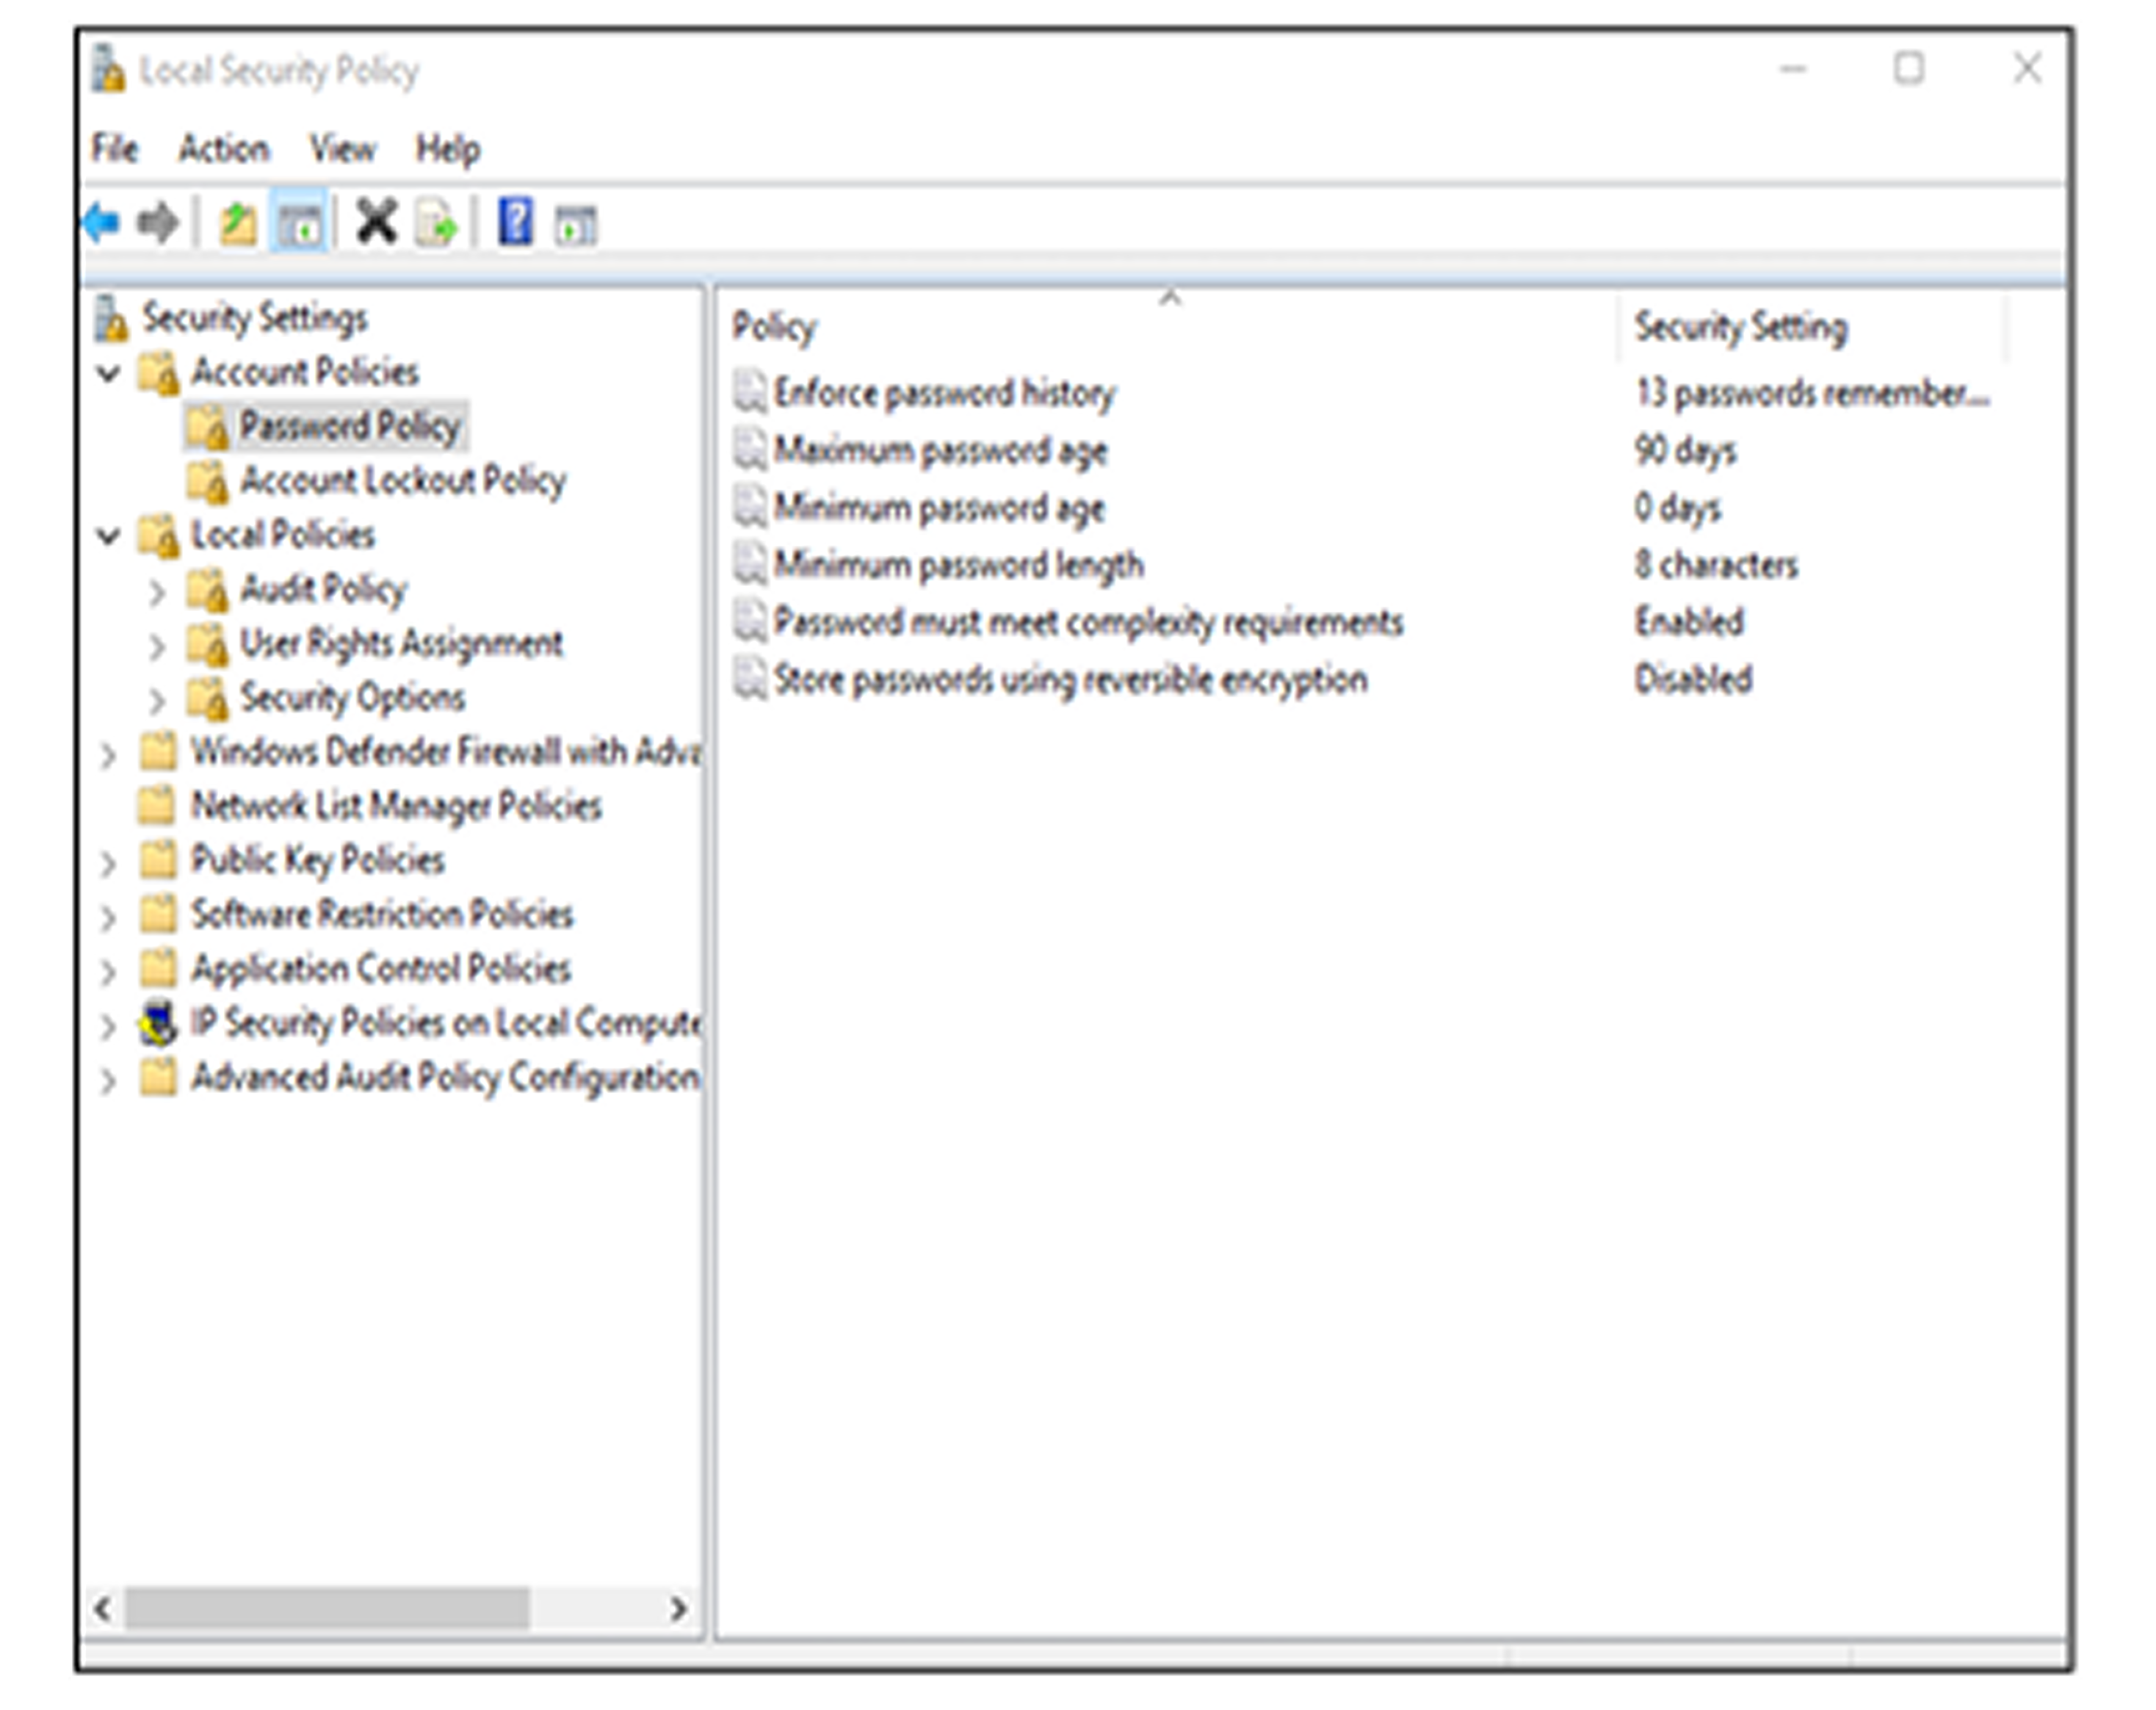 Local Security Policy
File Action View Help
Security Settings
Account Policies
Password Policy
Account Lockout Policy
Local Policies
Audit Policy
User Rights Assignment
Security Options
Windows Defender Firewall with Adva
Network List Manager Policies
Public Key Policies
Software Restriction Policies
Application Control Policies
IP Security Policies on Local Compute
Advanced Audit Policy Configuration
Policy Security Setting
Enforce password history 13 passwords remember...
Maximum password age 90 days
Minimum password age 0 days
Minimum password length 8 characters
Password must meet complexity requirements Enabled
Store passwords using reversible encryption Disabled